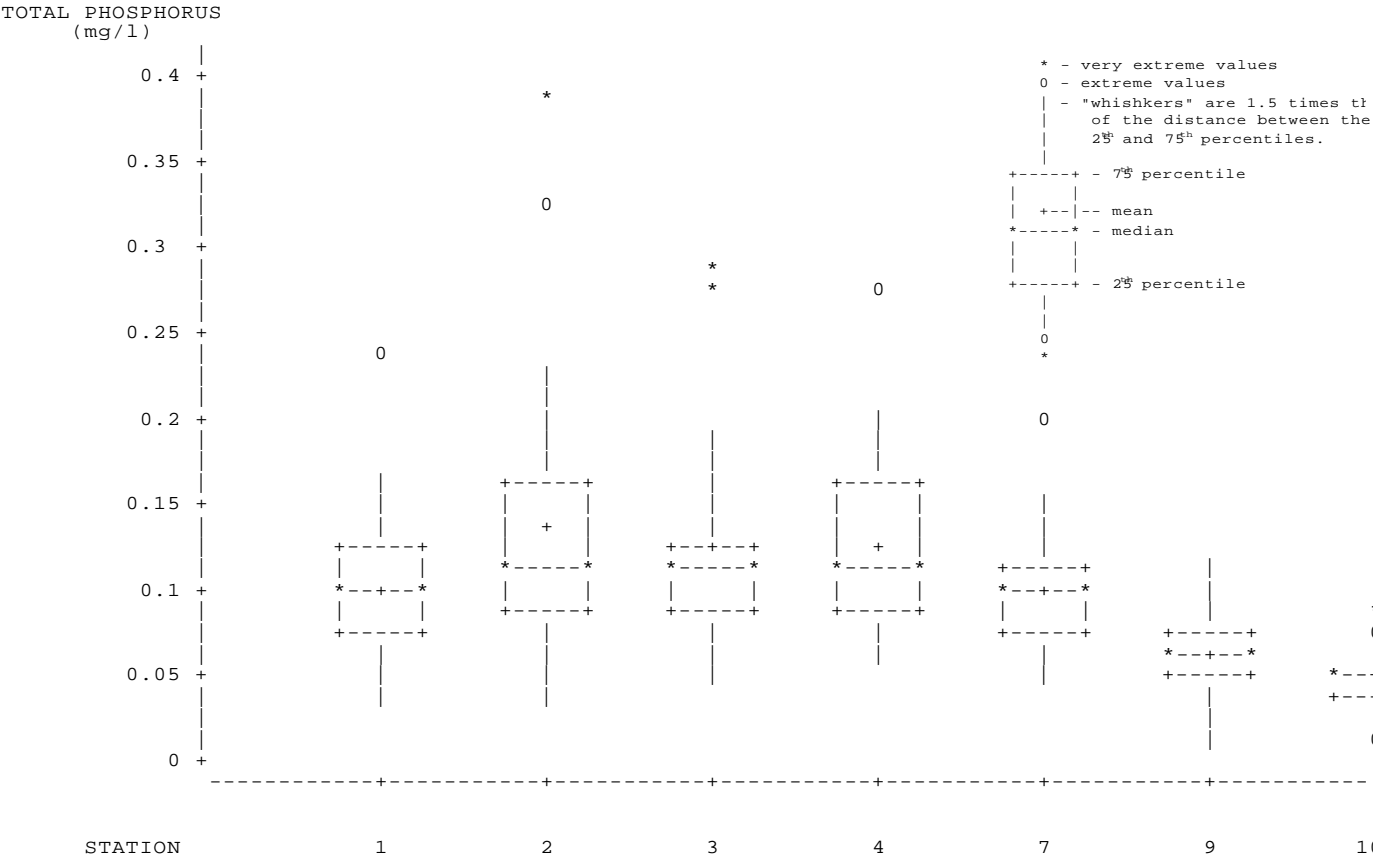 TOTAL PHOSPHORUS
(mg/l)
0.4
0.35
0.3
0.25
0.2
0.15
0.1
0.05
0
* - very extreme values
0 - extreme values
"whishkers" are 1.5 times
of the distance between the
25th and 75th percentiles.
75th percentile
mean
median
25th percentile
STATION 1 2 3 4 7 9